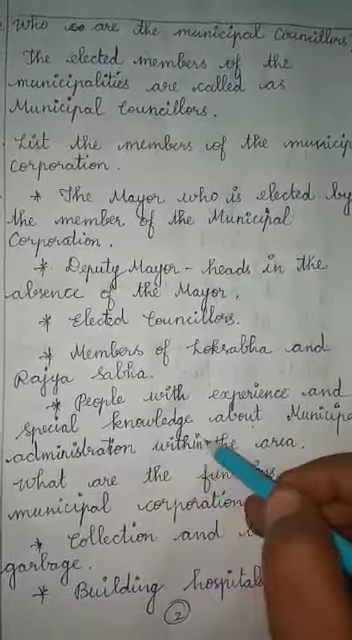 Who are the municipal Councillors
The elected members of the
municipalities are called as
Municipal Councillors.
List the members of the municip
Corporation.
* The Mayor who is elected by
the member of the Municipal
Corporation.
* Deputy Mayor - heads in the
absence of the Mayor.
* Elected Councillors.
* Members of Loksabha and
Rajya Sabha.
* People with experience and
special knowledge about Municipa
administration within the area.
What are the
municipal corporation
* Collection and
garbage.
* Building hospital
2